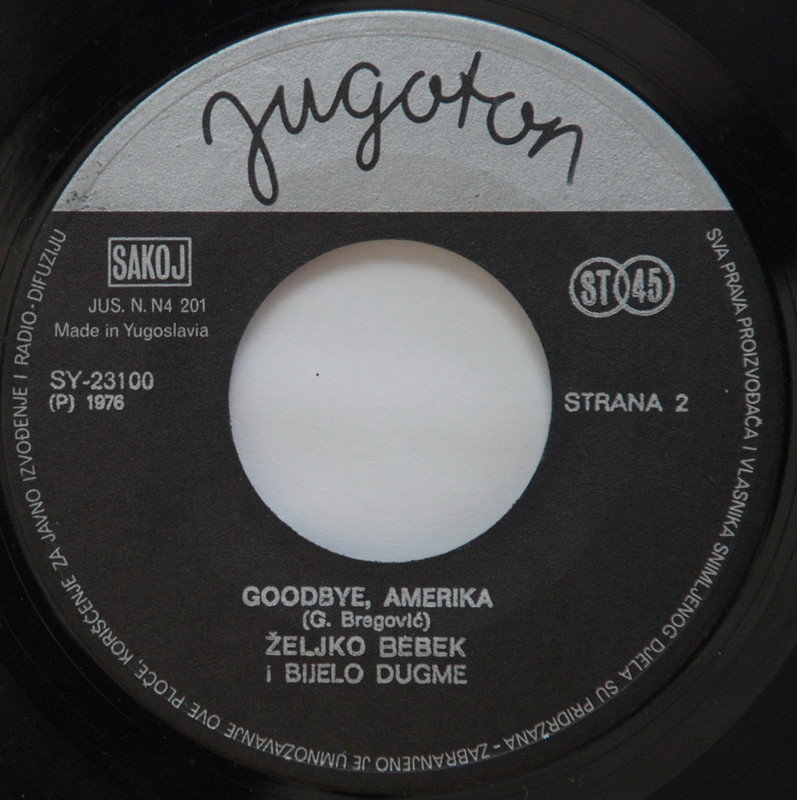 Jugoton
SAKOJ
JUS. N. N4 201
Made in Yugoslavia
ST 45
SY-23100
(P) 1976
STRANA 2
GOODBYE, AMERIKA
(G. Bregović)
ŽELJKO BEBEK
i BIJELO DUGME
SVA PRAVA PROIZVOĐAČA I VLASNIKA SNIMLJENOG DJELA SU PRIDRŽANA - ZABRANJENO JE UMNOŽAVANJE OVE PLOČE, KORIŠĆENJE ZA JAVNO IZVOĐENJE I RADIO-DIFUZIJU